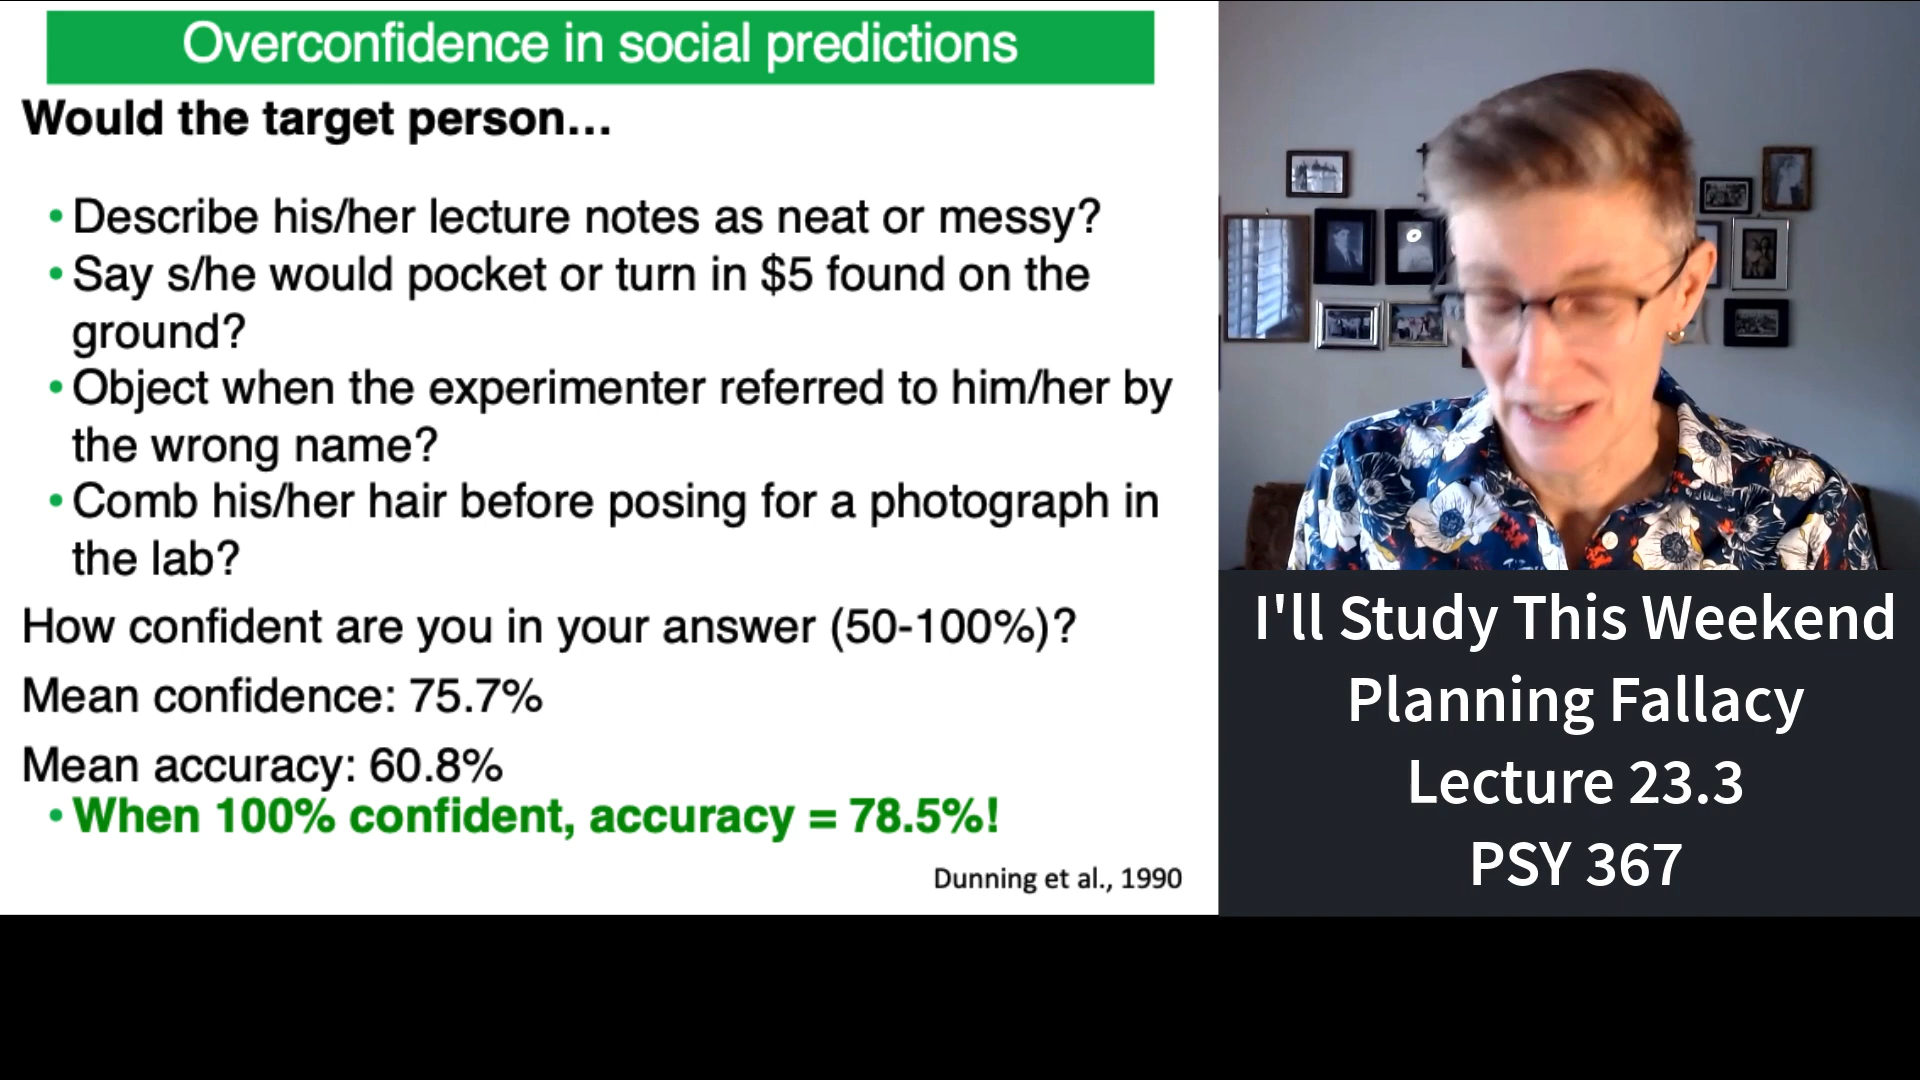 Overconfidence in social predictions
Would the target person...
• Describe his/her lecture notes as neat or messy?
• Say s/he would pocket or turn in $5 found on the
ground?
• Object when the experimenter referred to him/her by
the wrong name?
• Comb his/her hair before posing for a photograph in
the lab?
How confident are you in your answer (50-100%)?
Mean confidence: 75.7%
Mean accuracy: 60.8%
• When 100% confident, accuracy = 78.5%!
Dunning et al., 1990
I'll Study This Weekend
Planning Fallacy
Lecture 23.3
PSY 367